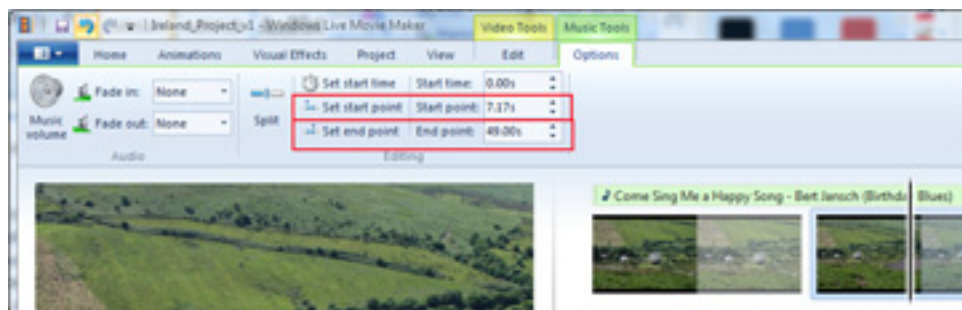 Ireland_Project_v1 - Windows Live Movie Maker
Video Tools
Music Tools
Home
Animations
Visual Effects
Project
View
Edit
Options
Music volume
Fade in: None
Fade out: None
Split
Set start time Start time: 0.00s
Set start point Start point: 7.17s
Set end point End point: 49.00s
Audio
Editing
Come Sing Me a Happy Song - Bert Jansch (Birthday Blues)